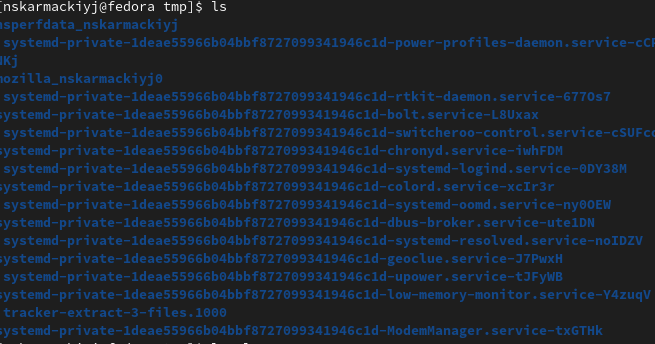 [nskarmackiyj@fedora tmp]$ ls
hsperfdata_nskarmackiyj
systemd-private-1deae55966b04bbf8727099341946c1d-power-profiles-daemon.service-cCP
NKj
mozilla_nskarmackiyj0
systemd-private-1deae55966b04bbf8727099341946c1d-rtkit-daemon.service-677Os7
systemd-private-1deae55966b04bbf8727099341946c1d-bolt.service-L8Uxax
systemd-private-1deae55966b04bbf8727099341946c1d-switcheroo-control.service-cSUFco
systemd-private-1deae55966b04bbf8727099341946c1d-chronyd.service-iwhFDM
systemd-private-1deae55966b04bbf8727099341946c1d-systemd-logind.service-0DY38M
systemd-private-1deae55966b04bbf8727099341946c1d-colord.service-xcIr3r
systemd-private-1deae55966b04bbf8727099341946c1d-systemd-oomd.service-ny0OEW
systemd-private-1deae55966b04bbf8727099341946c1d-dbus-broker.service-ute1DN
systemd-private-1deae55966b04bbf8727099341946c1d-systemd-resolved.service-noIDZV
systemd-private-1deae55966b04bbf8727099341946c1d-geoclue.service-J7PwxH
systemd-private-1deae55966b04bbf8727099341946c1d-upower.service-tJFyWB
systemd-private-1deae55966b04bbf8727099341946c1d-low-memory-monitor.service-Y4zuqV
tracker-extract-3-files.1000
systemd-private-1deae55966b04bbf8727099341946c1d-ModemManager.service-txGTHk